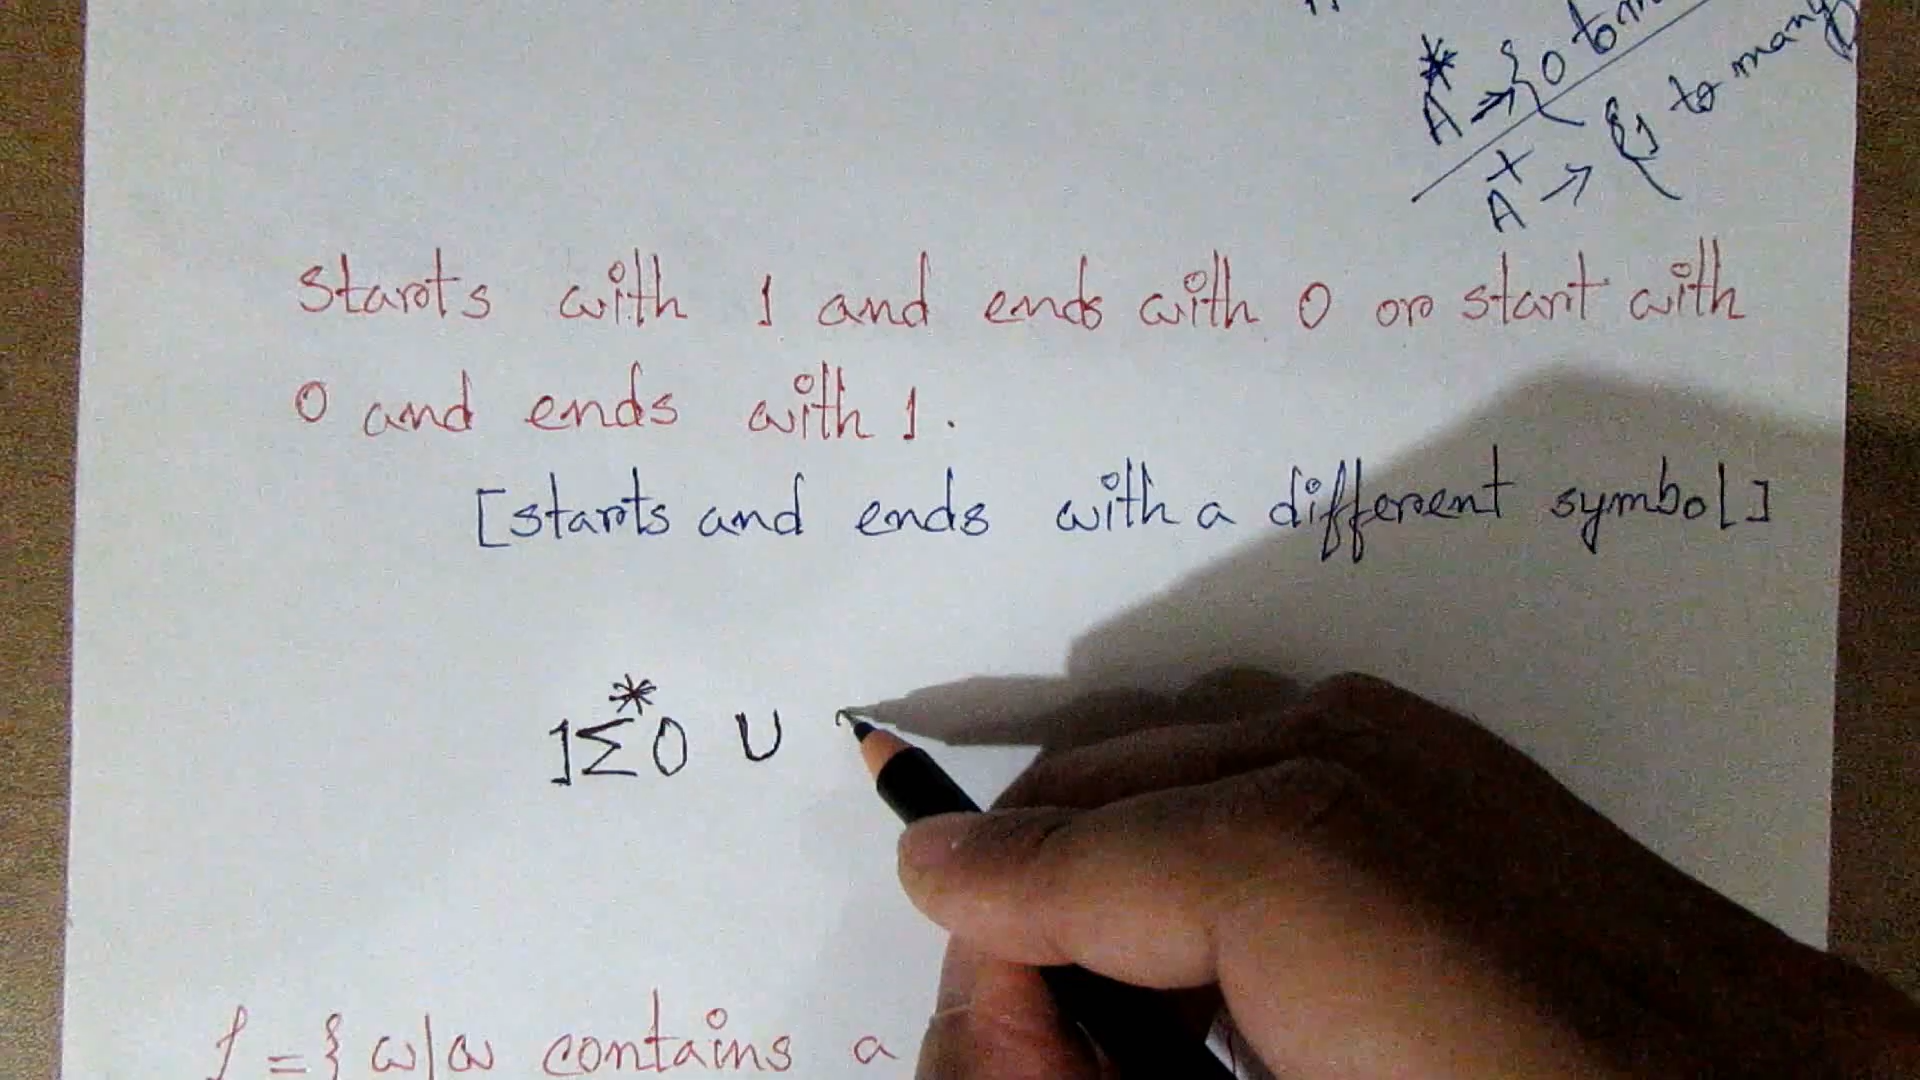 * { 0 to
A →
+ { 1 to many
A →
starts with 1 and ends with 0 or start with
0 and ends with 1.
[starts and ends with a different symbol]
1Σ*0 ∪
= { w|w contains a